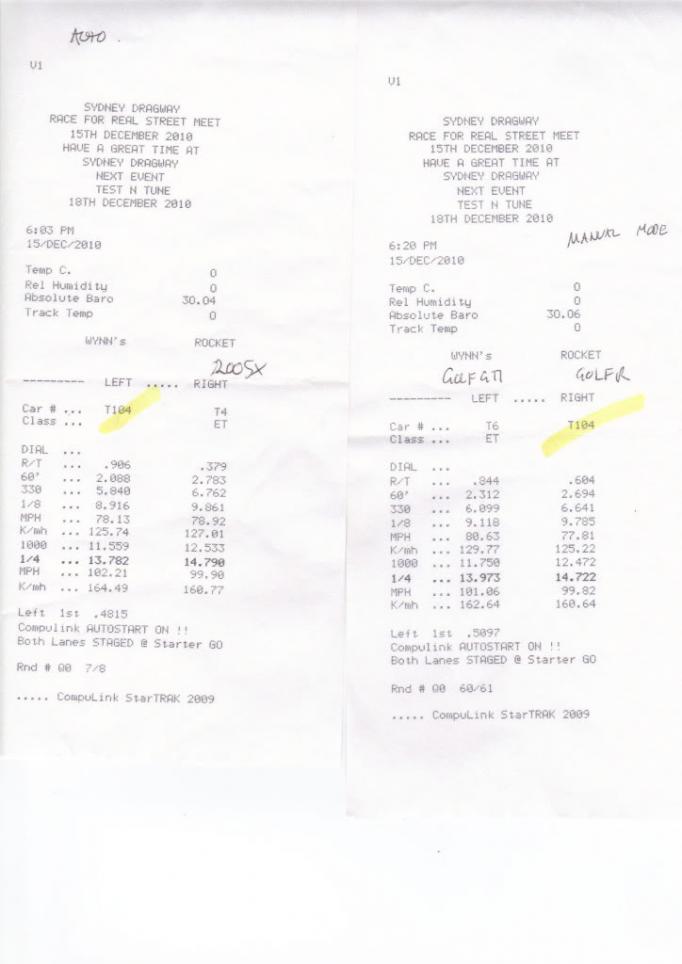 AUTO.
V1
SYDNEY DRAGWAY
RACE FOR REAL STREET MEET
15TH DECEMBER 2010
HAVE A GREAT TIME AT
SYDNEY DRAGWAY
NEXT EVENT
TEST N TUNE
18TH DECEMBER 2010
6:03 PM
15/DEC/2010
Temp C. 0
Rel Humidity 0
Absolute Baro 30.04
Track Temp 0
WYNN's ROCKET
200SX
--------- LEFT ..... RIGHT
Car # ... T104 T4
Class ... ET
DIAL ...
R/T ... .906 .379
60' ... 2.088 2.783
330 ... 5.840 6.762
1/8 ... 8.916 9.861
MPH ... 78.13 78.92
K/mh ... 125.74 127.01
1000 ... 11.559 12.533
1/4 ... 13.782 14.790
MPH ... 102.21 99.90
K/mh ... 164.49 160.77
Left 1st .4815
CompuLink AUTOSTART ON !!
Both Lanes STAGED @ Starter GO
Rnd # Q0 7/8
..... CompuLink StarTRAK 2009
V1
SYDNEY DRAGWAY
RACE FOR REAL STREET MEET
15TH DECEMBER 2010
HAVE A GREAT TIME AT
SYDNEY DRAGWAY
NEXT EVENT
TEST N TUNE
18TH DECEMBER 2010
MANUAL MODE
6:20 PM
15/DEC/2010
Temp C. 0
Rel Humidity 0
Absolute Baro 30.06
Track Temp 0
WYNN's ROCKET
GOLF GTI GOLF R
--------- LEFT ..... RIGHT
Car # ... T6 T104
Class ... ET
DIAL ...
R/T ... .844 .604
60' ... 2.312 2.694
330 ... 6.099 6.641
1/8 ... 9.118 9.785
MPH ... 80.63 77.81
K/mh ... 129.77 125.22
1000 ... 11.750 12.472
1/4 ... 13.973 14.722
MPH ... 101.06 99.82
K/mh ... 162.64 160.64
Left 1st .5097
CompuLink AUTOSTART ON !!
Both Lanes STAGED @ Starter GO
Rnd # Q0 60/61
..... CompuLink StarTRAK 2009